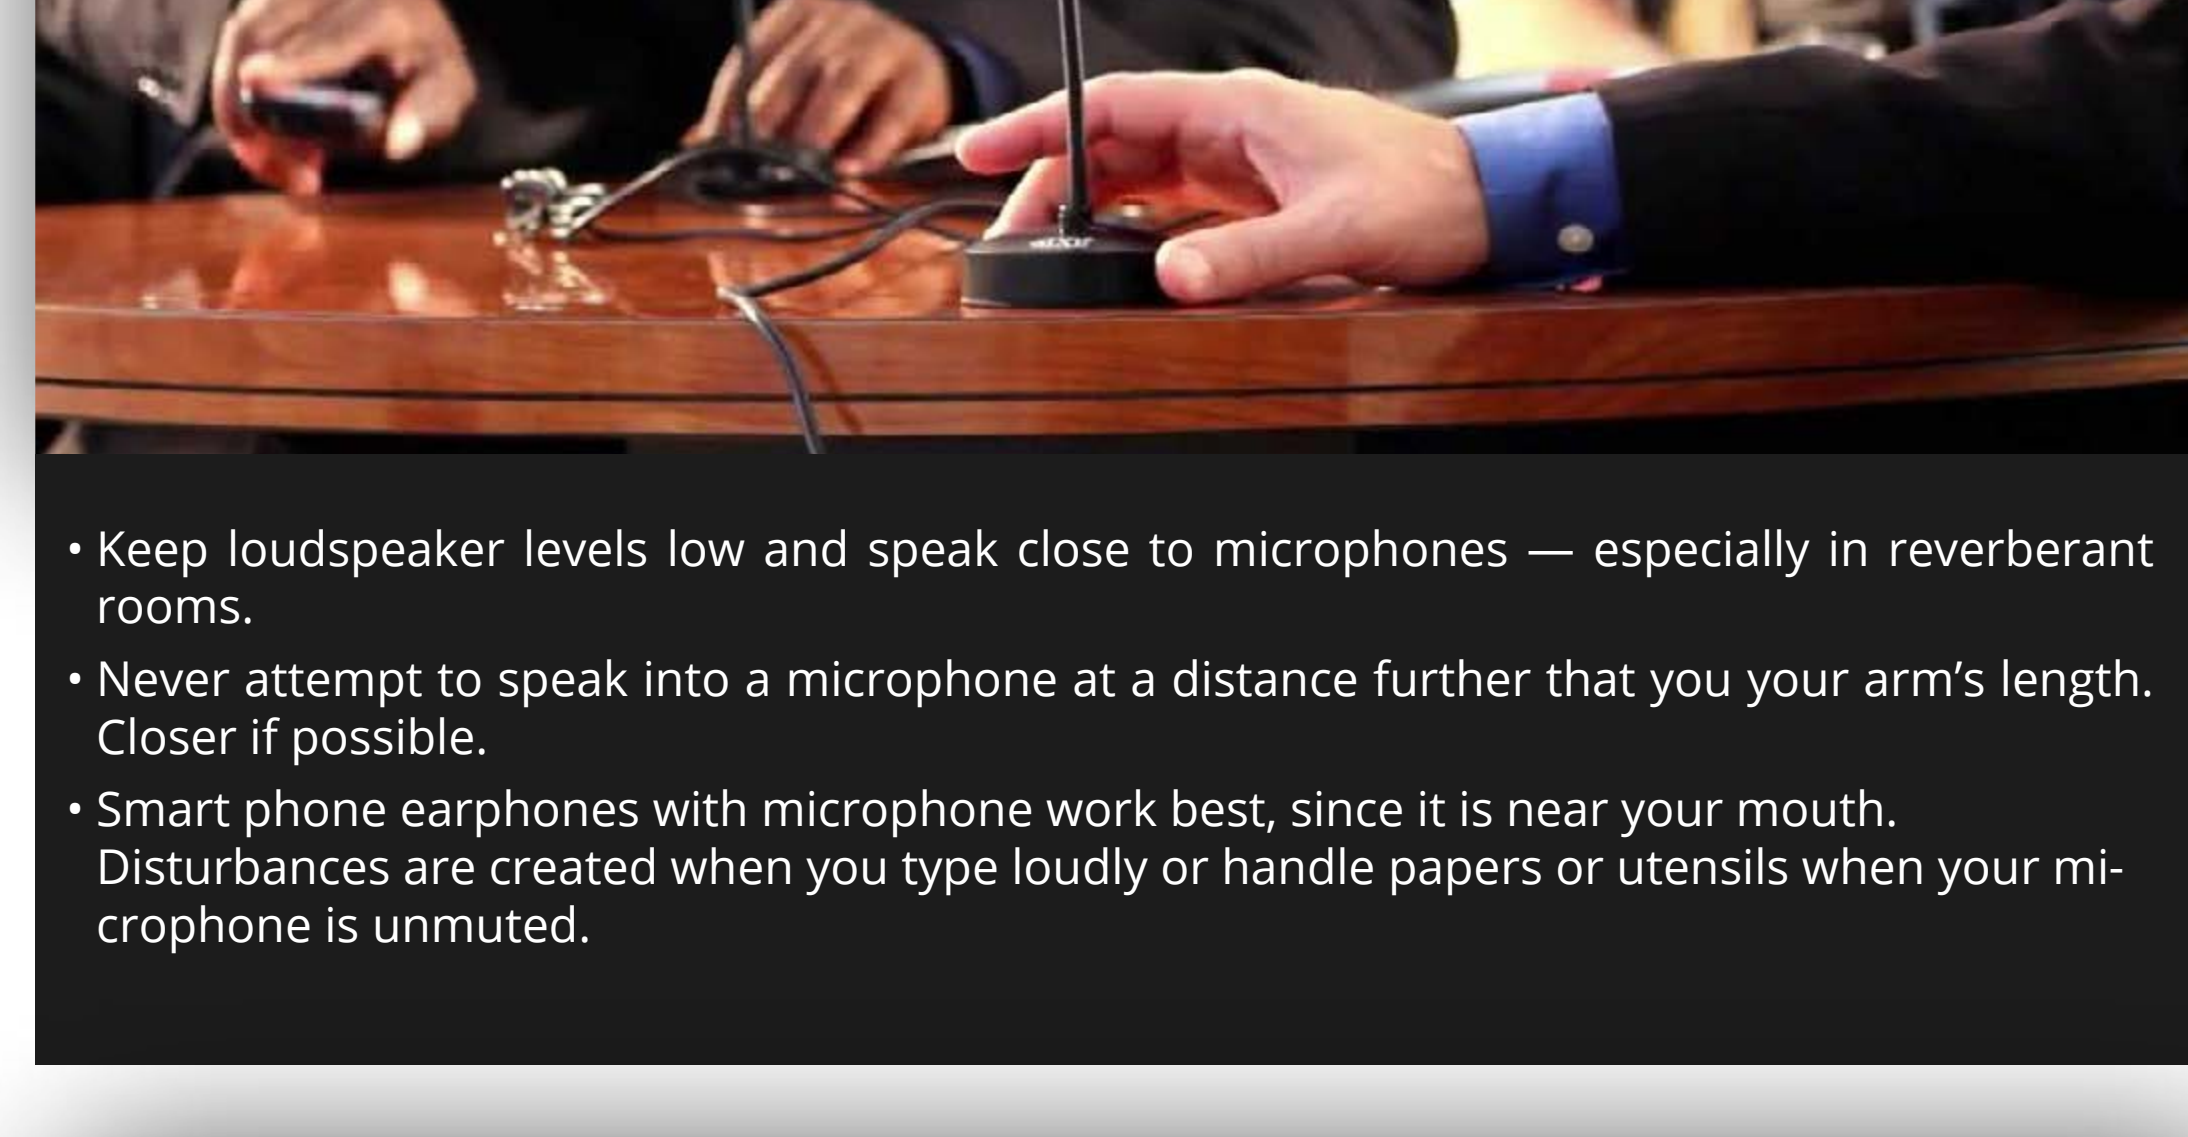 • Keep loudspeaker levels low and speak close to microphones — especially in reverberant
rooms.
• Never attempt to speak into a microphone at a distance further that you your arm’s length.
Closer if possible.
• Smart phone earphones with microphone work best, since it is near your mouth.
Disturbances are created when you type loudly or handle papers or utensils when your mi-
crophone is unmuted.